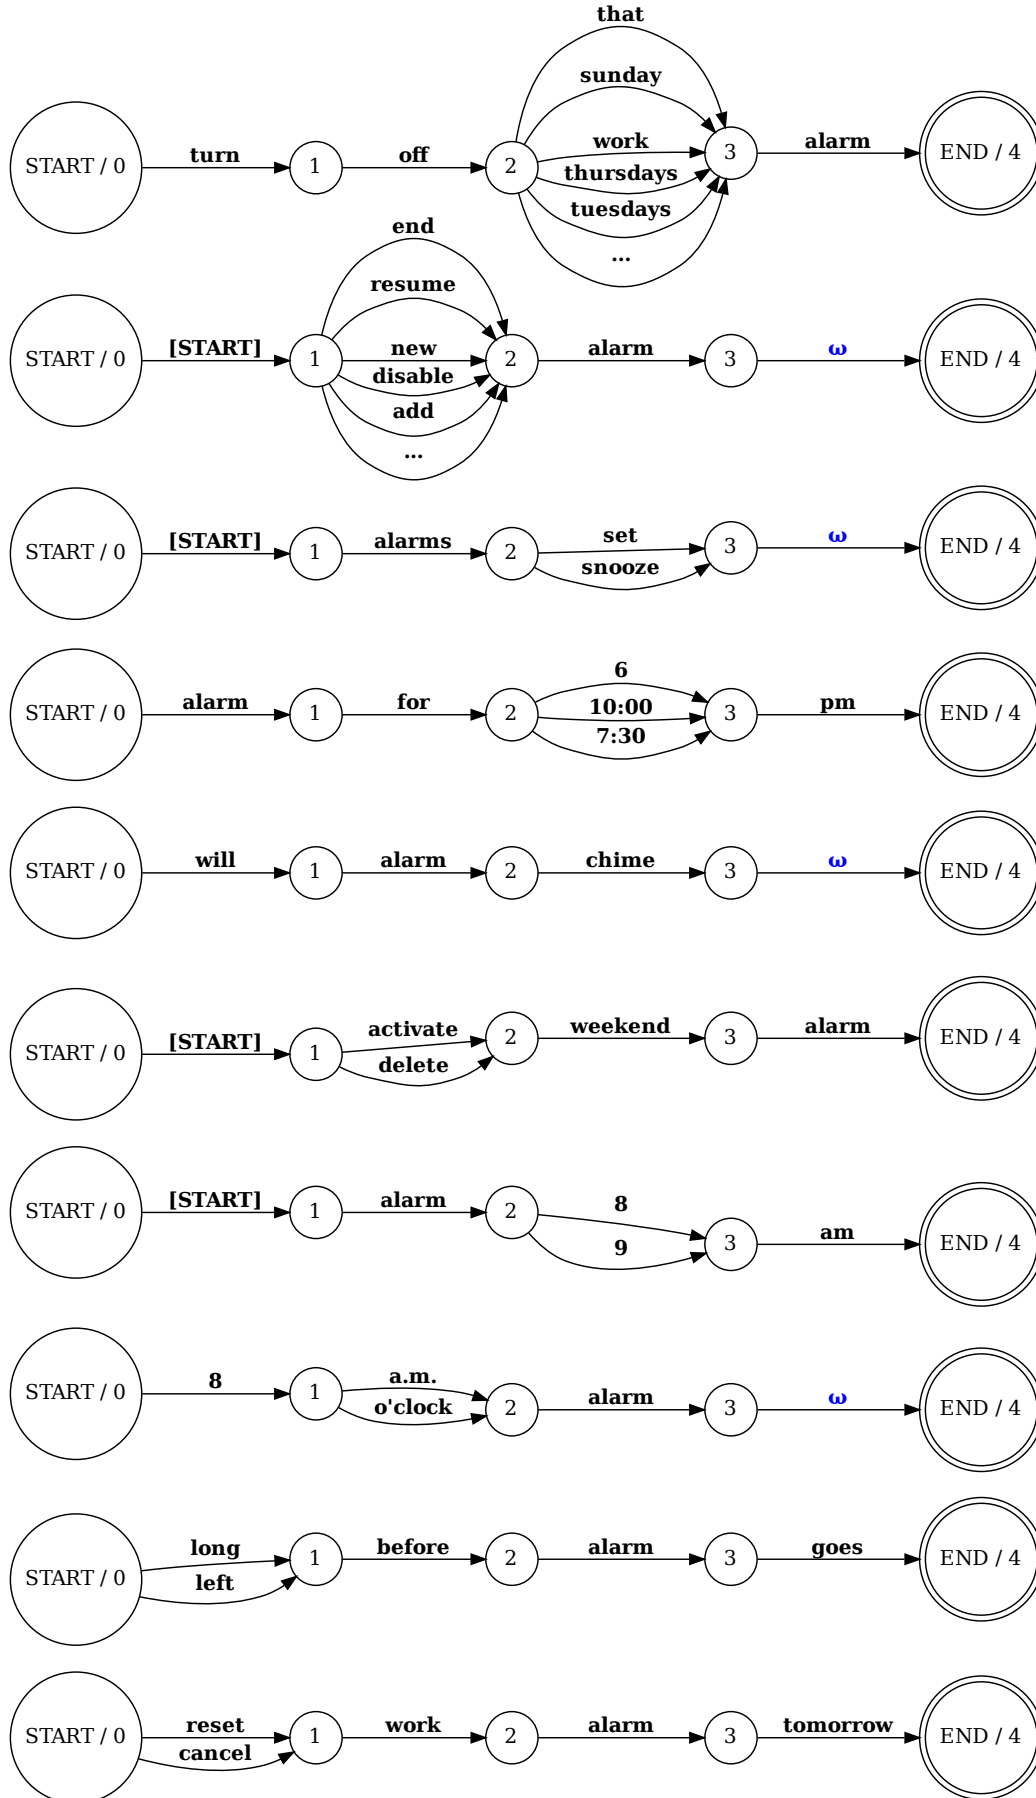 that
sunday
START / 0 turn 1 off 2 work 3 alarm END / 4
thursdays
tuesdays
...
end
resume
START / 0 [START] 1 new 2 alarm 3 ω END / 4
disable
add
...
START / 0 [START] 1 alarms 2 set 3 ω END / 4
snooze
6
START / 0 alarm 1 for 2 10:00 3 pm END / 4
7:30
START / 0 will 1 alarm 2 chime 3 ω END / 4
START / 0 [START] 1 activate 2 weekend 3 alarm END / 4
delete
START / 0 [START] 1 alarm 2 8 3 am END / 4
9
START / 0 8 1 a.m. 2 alarm 3 ω END / 4
o'clock
START / 0 long 1 before 2 alarm 3 goes END / 4
left
START / 0 reset 1 work 2 alarm 3 tomorrow END / 4
cancel